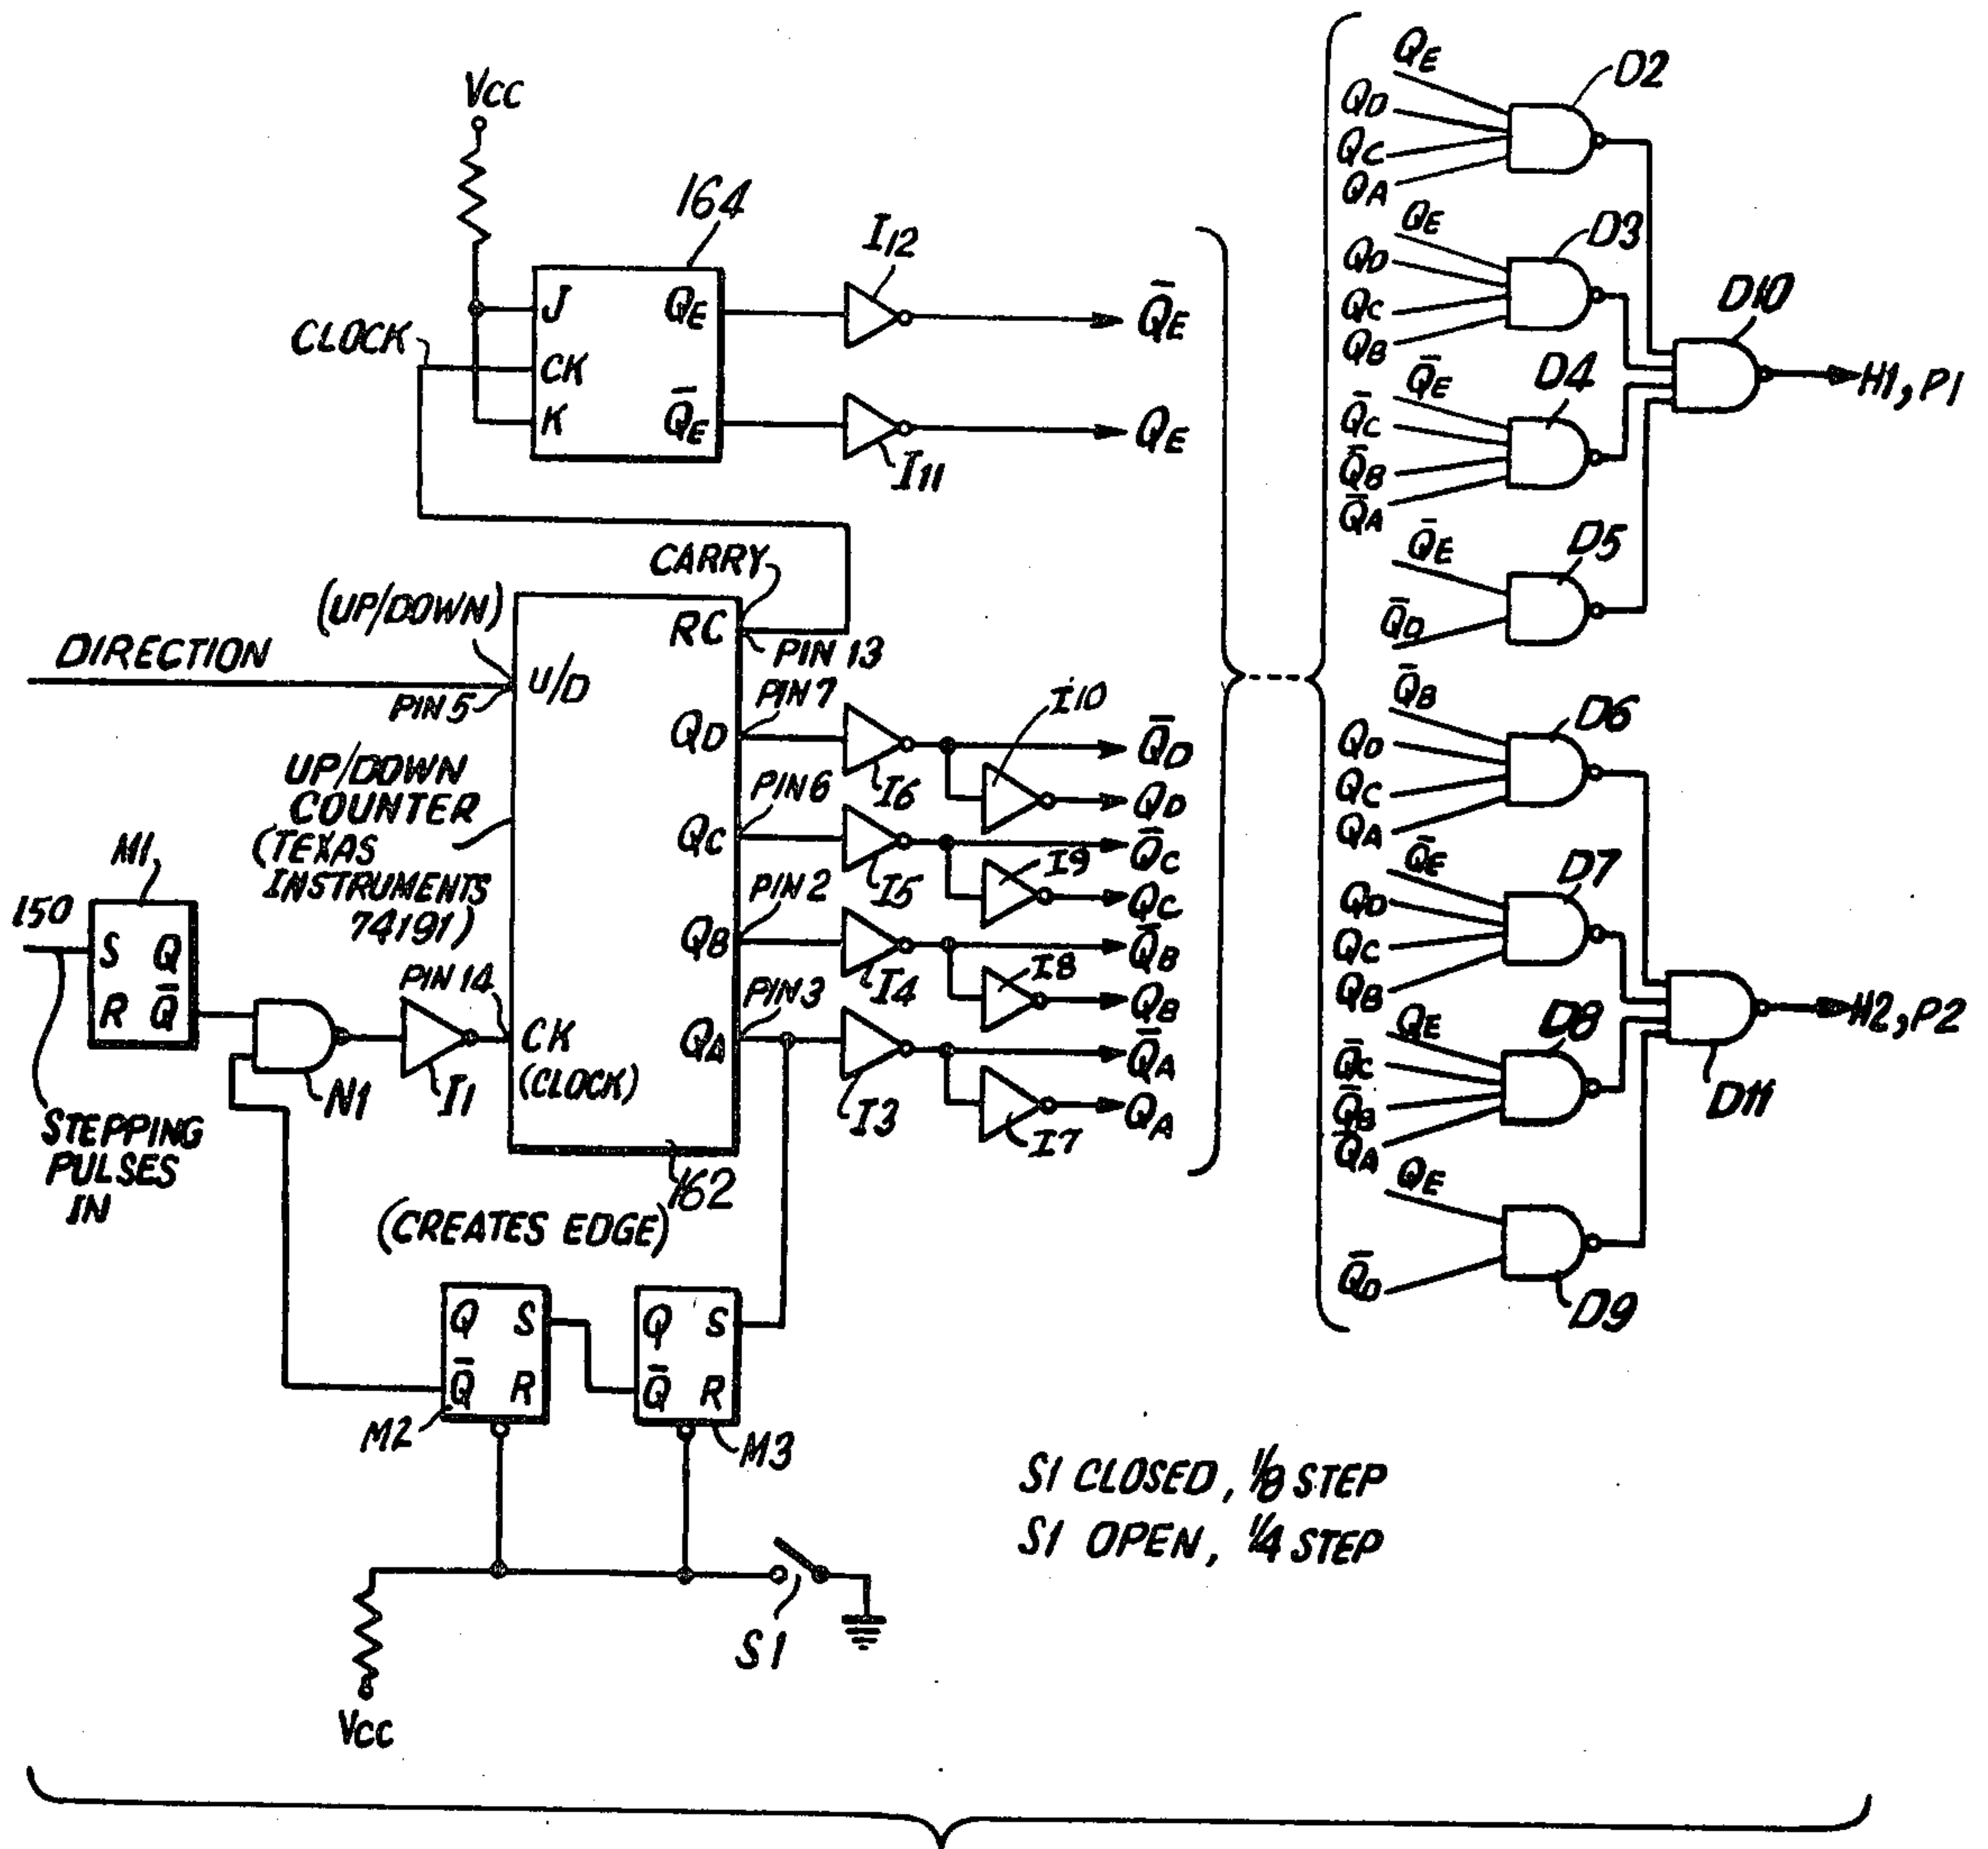 VCC
164
I12
J
QE
Q̄E
CLOCK
CK
K
Q̄E
QE
I11
CARRY
(UP/DOWN)
RC
PIN 13
DIRECTION
U/D
PIN 5
PIN 7
I10
QD
Q̄D
UP/DOWN
COUNTER
(TEXAS
INSTRUMENTS
74191)
I6
QD
PIN 6
QC
Q̄C
I5
I9
QC
PIN 2
QB
Q̄B
I4
I8
QB
PIN 3
QA
Q̄A
I3
I7
QA
M1
150
S Q
R Q̄
PIN 14
CK
(CLOCK)
N1
I1
STEPPING
PULSES
IN
162
(CREATES EDGE)
Q S
Q̄ R
M2
Q S
Q̄ R
M3
S1
VCC
S1 CLOSED, 1/8 STEP
S1 OPEN, 1/4 STEP
QE
D2
QD
QC
QA
QE
D3
QD
QC
QB
D10
H1, P1
Q̄E
D4
Q̄C
Q̄B
Q̄A
Q̄E
D5
Q̄D
Q̄B
D6
QD
QC
QA
Q̄E
D7
QD
QC
QB
H2, P2
D11
QE
D8
Q̄C
Q̄B
Q̄A
QE
Q̄D
D9